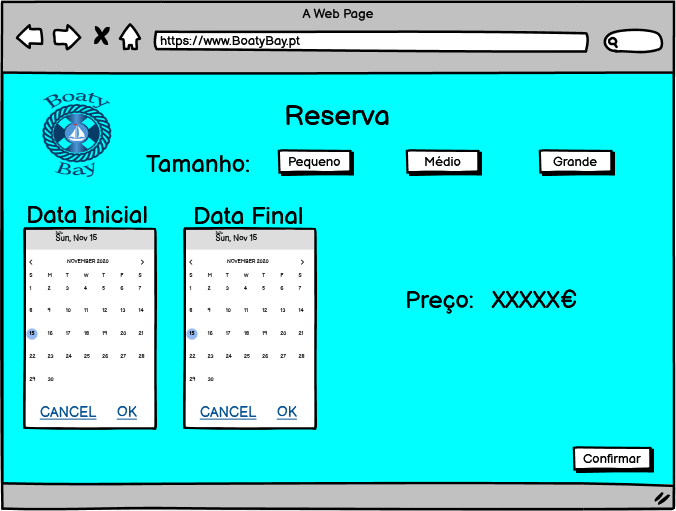 A Web Page
https://www.BoatyBay.pt
Boaty
Bay
Reserva
Tamanho: Pequeno Médio Grande
Data Inicial Data Final
Sun, Nov 15 Sun, Nov 15
NOVEMBER 2020 NOVEMBER 2020
S M T W T F S S M T W T F S
1 2 3 4 5 6 7 1 2 3 4 5 6 7
8 9 10 11 12 13 14 8 9 10 11 12 13 14
15 16 17 18 19 20 21 15 16 17 18 19 20 21
22 23 24 25 26 27 28 22 23 24 25 26 27 28
29 30 29 30
CANCEL OK CANCEL OK
Preço: XXXXX€
Confirmar